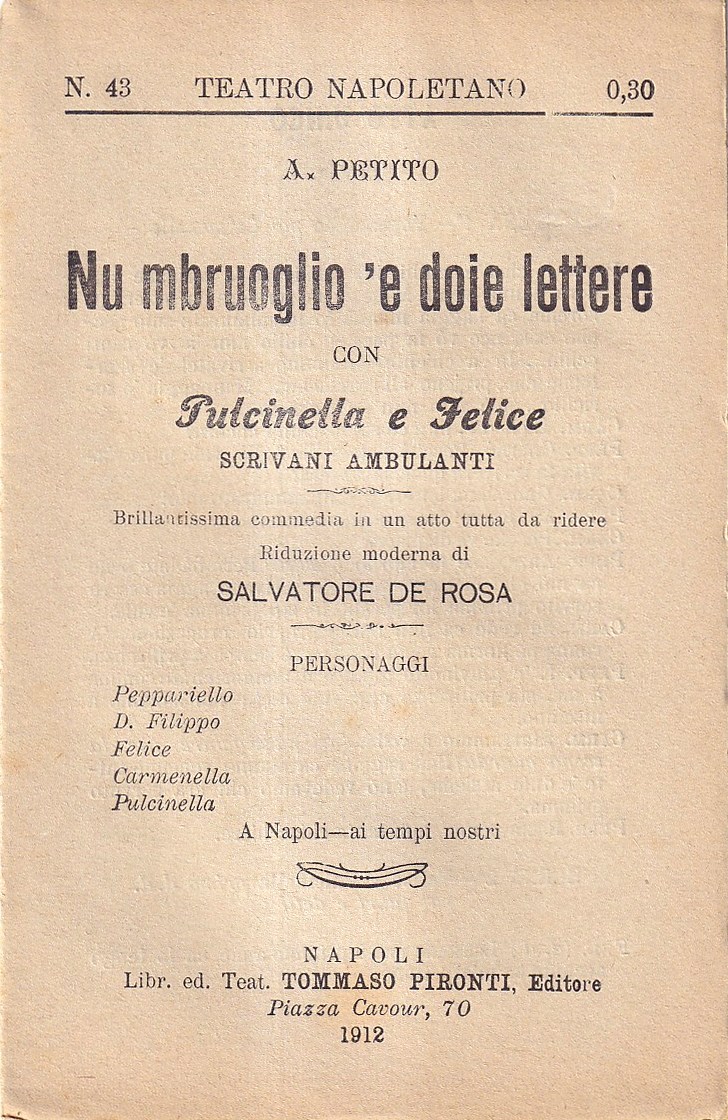 N. 43 TEATRO NAPOLETANO 0,30
A. PETITO
Nu mbruoglio 'e doie lettere
CON
Pulcinella e Felice
SCRIVANI AMBULANTI
Brillantissima commedia in un atto tutta da ridere
Riduzione moderna di
SALVATORE DE ROSA
PERSONAGGI
Peppariello
D. Filippo
Felice
Carmenella
Pulcinella
A Napoli—ai tempi nostri
NAPOLI
Libr. ed. Teat. TOMMASO PIRONTI, Editore
Piazza Cavour, 70
1912